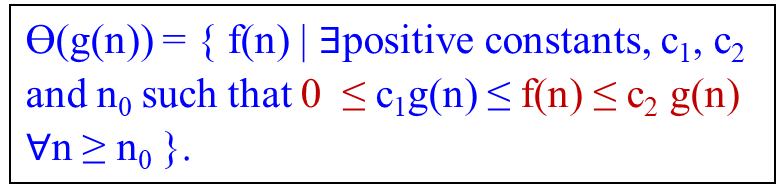 Θ(g(n)) = { f(n) | ∃positive constants, c₁, c₂
and n₀ such that 0 ≤ c₁g(n) ≤ f(n) ≤ c₂ g(n)
∀n ≥ n₀ }.